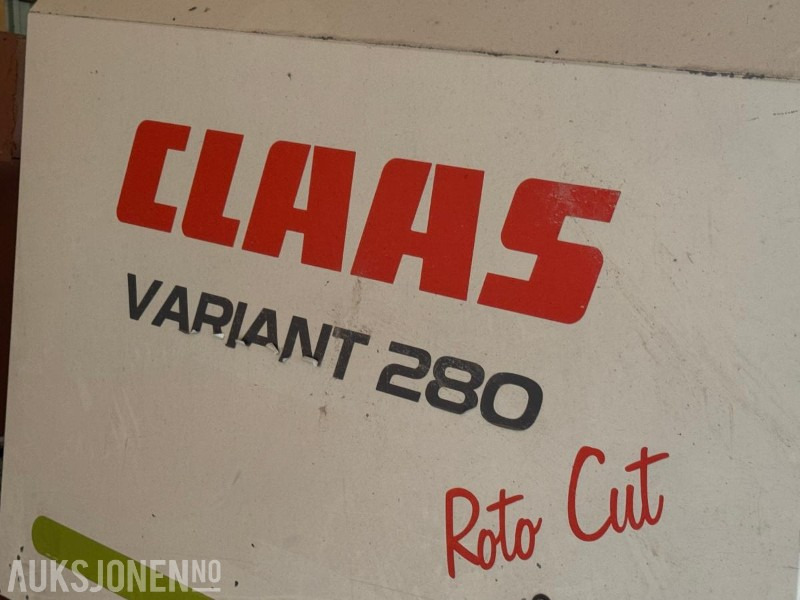 CLAAS
VARIANT 280
Roto Cut
AUKSJONEN.NO